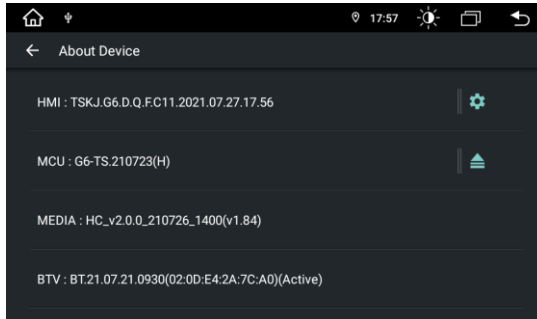 17:57
About Device
HMI : TSKJ.G6.D.Q.F.C11.2021.07.27.17.56
MCU : G6-TS.210723(H)
MEDIA : HC_v2.0.0_210726_1400(v1.84)
BTV : BT.21.07.21.0930(02:0D:E4:2A:7C:A0)(Active)